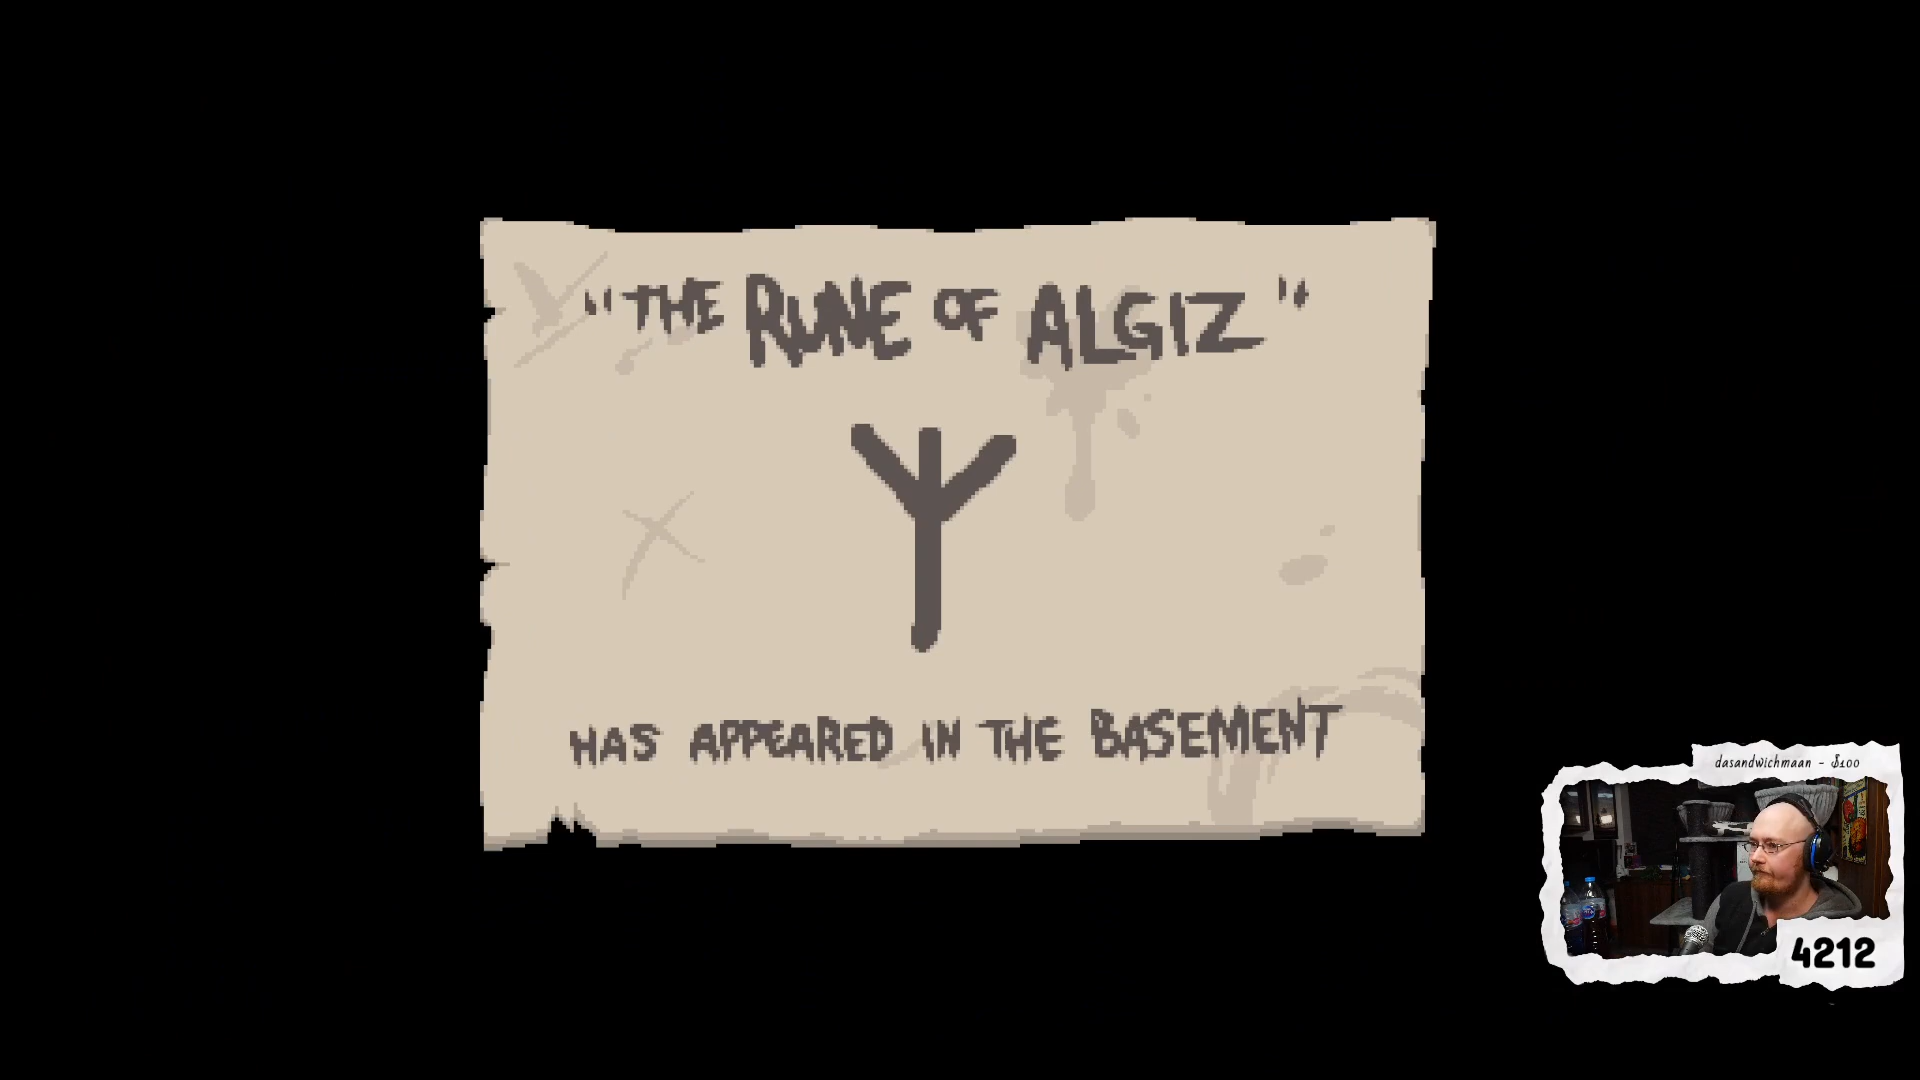 "THE RUNE OF ALGIZ"
HAS APPEARED IN THE BASEMENT
dasandwichmaan - $100
4212